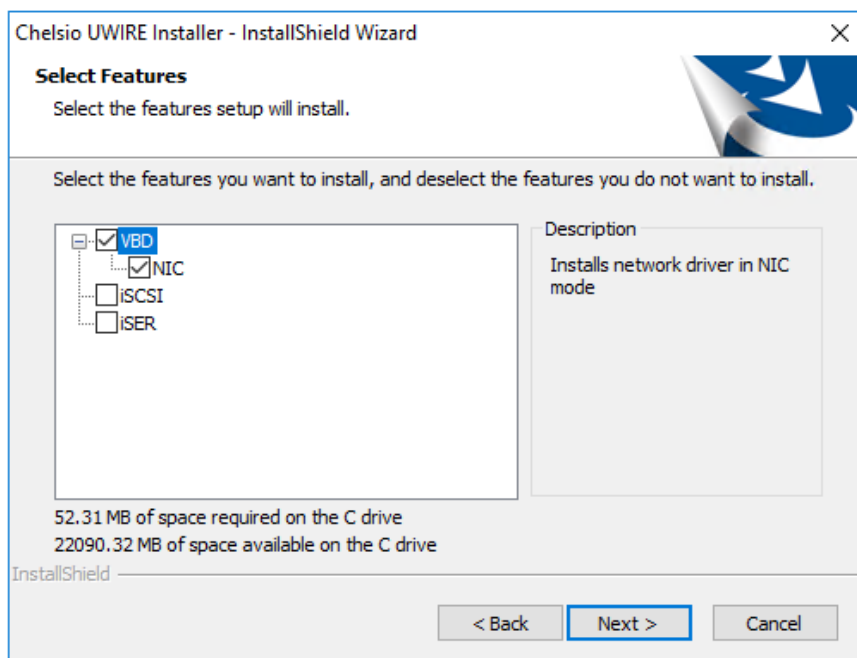 Chelsio UWIRE Installer - InstallShield Wizard
Select Features
Select the features setup will install.
Select the features you want to install, and deselect the features you do not want to install.
VBD
NIC
iSCSI
iSER
Description
Installs network driver in NIC
mode
52.31 MB of space required on the C drive
22090.32 MB of space available on the C drive
InstallShield
< Back
Next >
Cancel